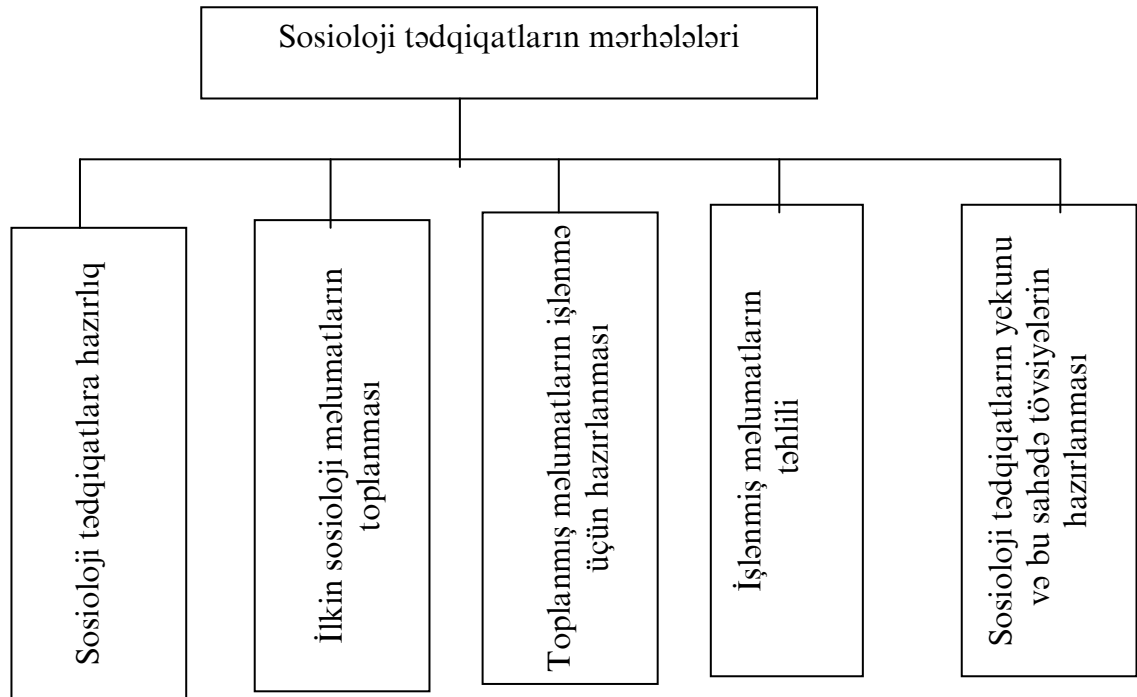 Sosioloji tədqiqatların mərhələləri
Sosioloji tədqiqatlara hazırlıq
İlkin sosioloji məlumatların
toplanması
Toplanmış məlumatların işlənmə
üçün hazırlanması
İşlənmiş məlumatların
təhlili
Sosioloji tədqiqatların yekunu
və bu sahədə tövsiyələrin
hazırlanması